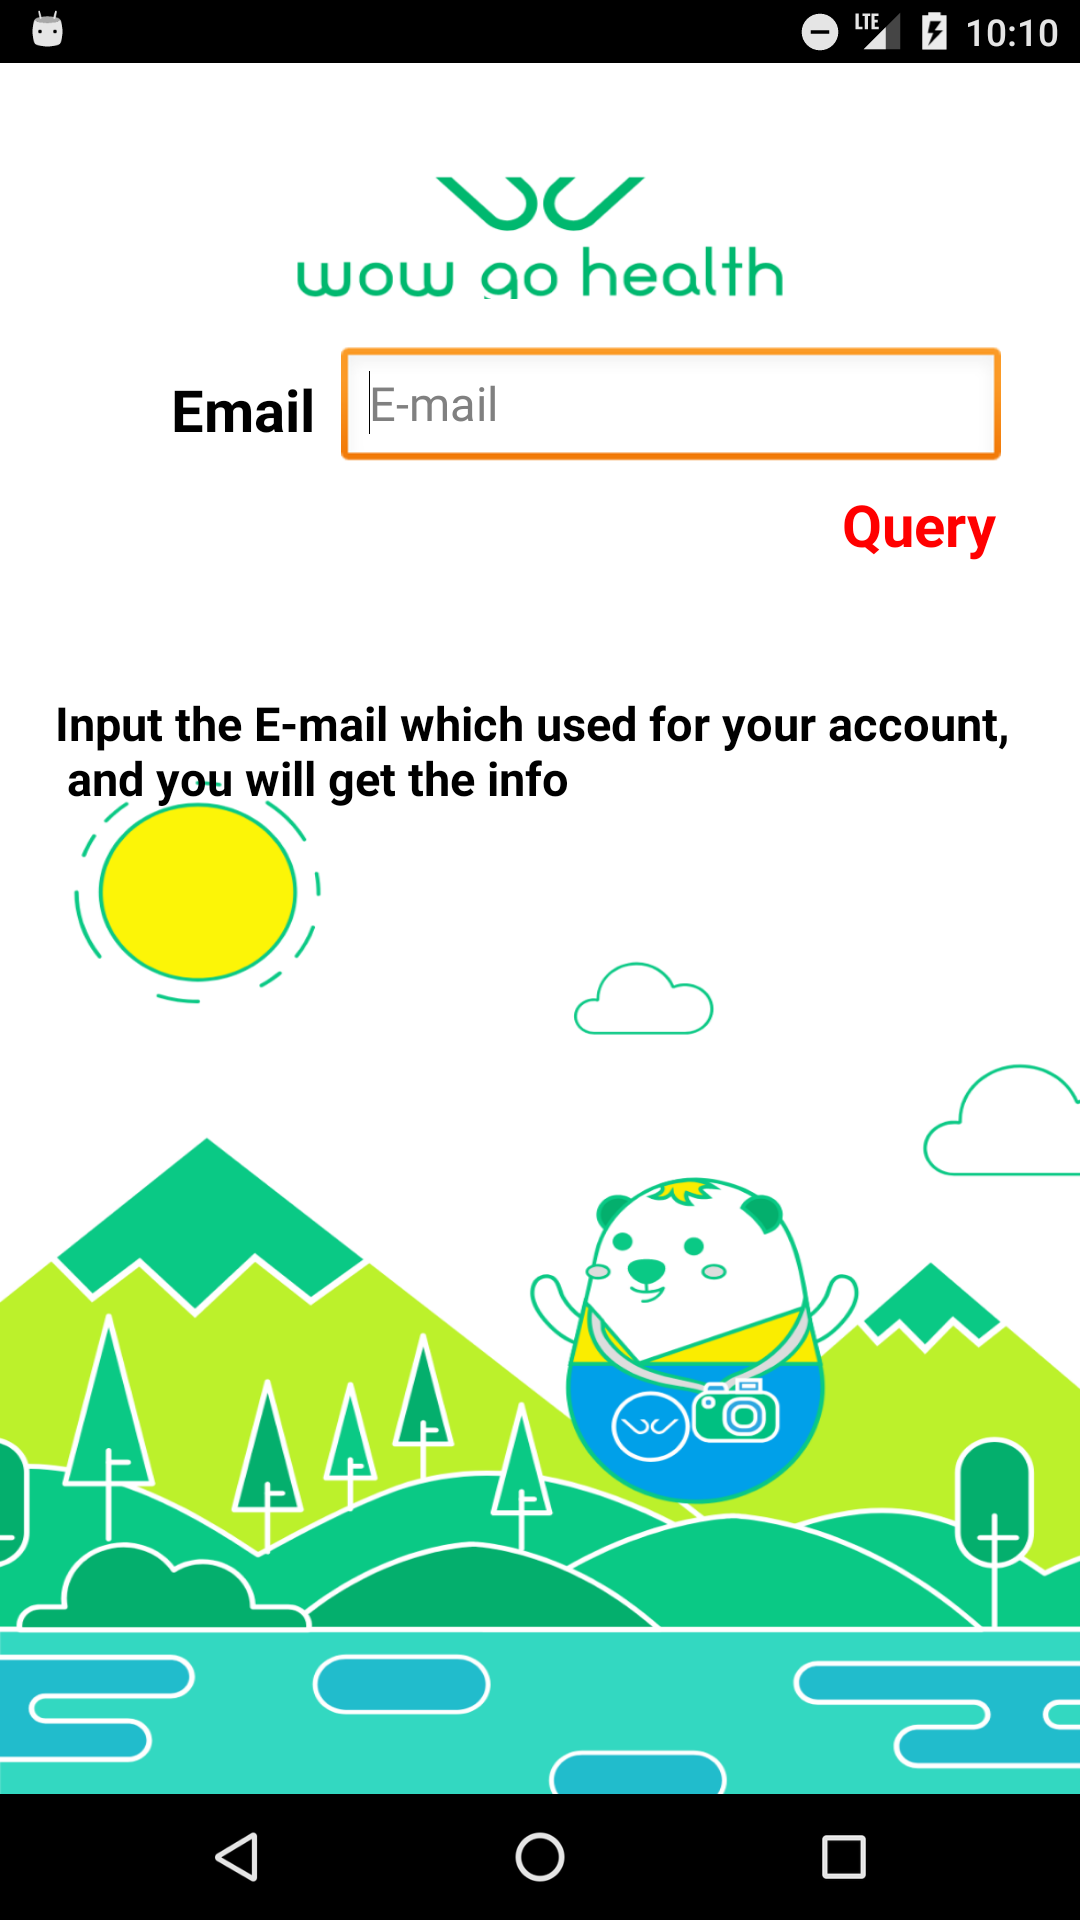 LTE 10:10
wow go health
Email E-mail
Query
Input the E-mail which used for your account,
and you will get the info